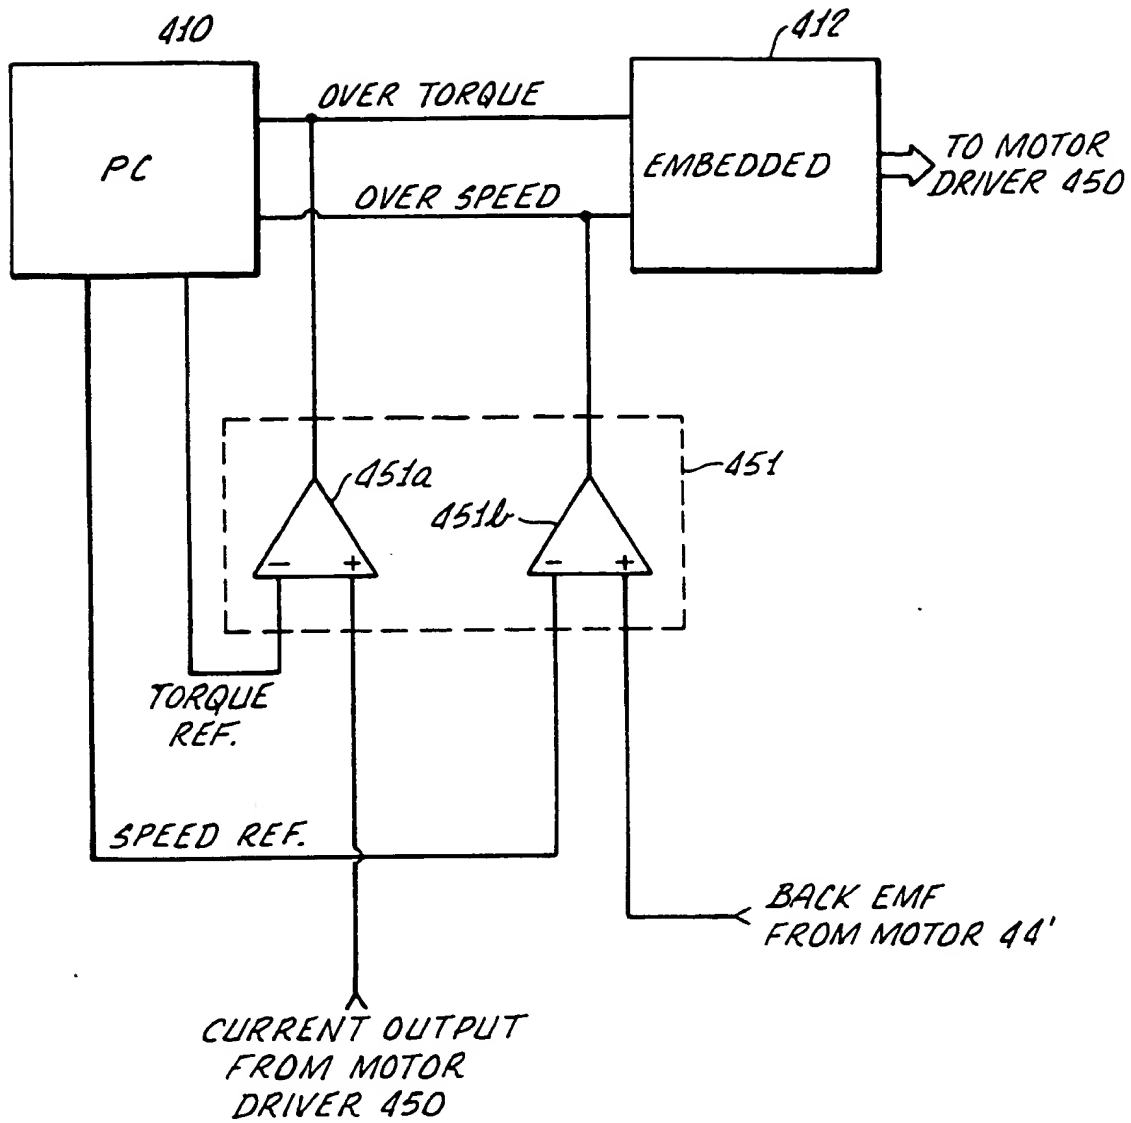 410
412
OVER TORQUE
PC
EMBEDDED
TO MOTOR
DRIVER 450
OVER SPEED
451a
451b
451
-
+
-
+
TORQUE
REF.
SPEED REF.
BACK EMF
FROM MOTOR 44'
CURRENT OUTPUT
FROM MOTOR
DRIVER 450